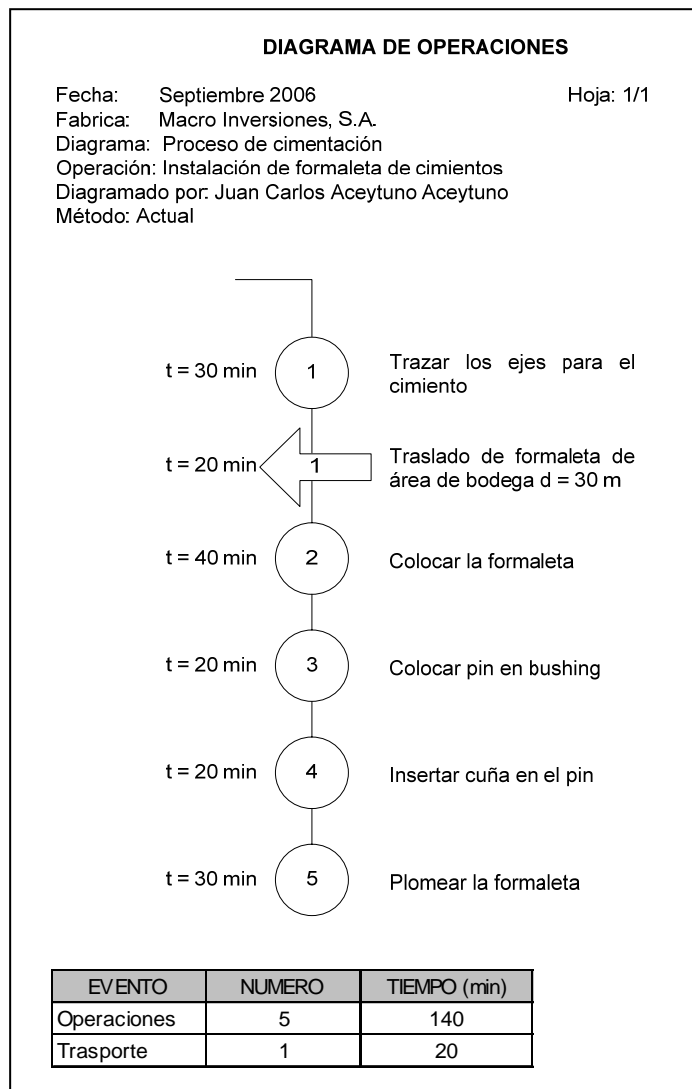 DIAGRAMA DE OPERACIONES
Fecha: Septiembre 2006 Hoja: 1/1
Fabrica: Macro Inversiones, S.A.
Diagrama: Proceso de cimentación
Operación: Instalación de formaleta de cimientos
Diagramado por: Juan Carlos Aceytuno Aceytuno
Método: Actual
t = 30 min 1 Trazar los ejes para el
cimiento
t = 20 min 1 Traslado de formaleta de
área de bodega d = 30 m
t = 40 min 2 Colocar la formaleta
t = 20 min 3 Colocar pin en bushing
t = 20 min 4 Insertar cuña en el pin
t = 30 min 5 Plomear la formaleta
EVENTO NUMERO TIEMPO (min)
Operaciones 5 140
Trasporte 1 20